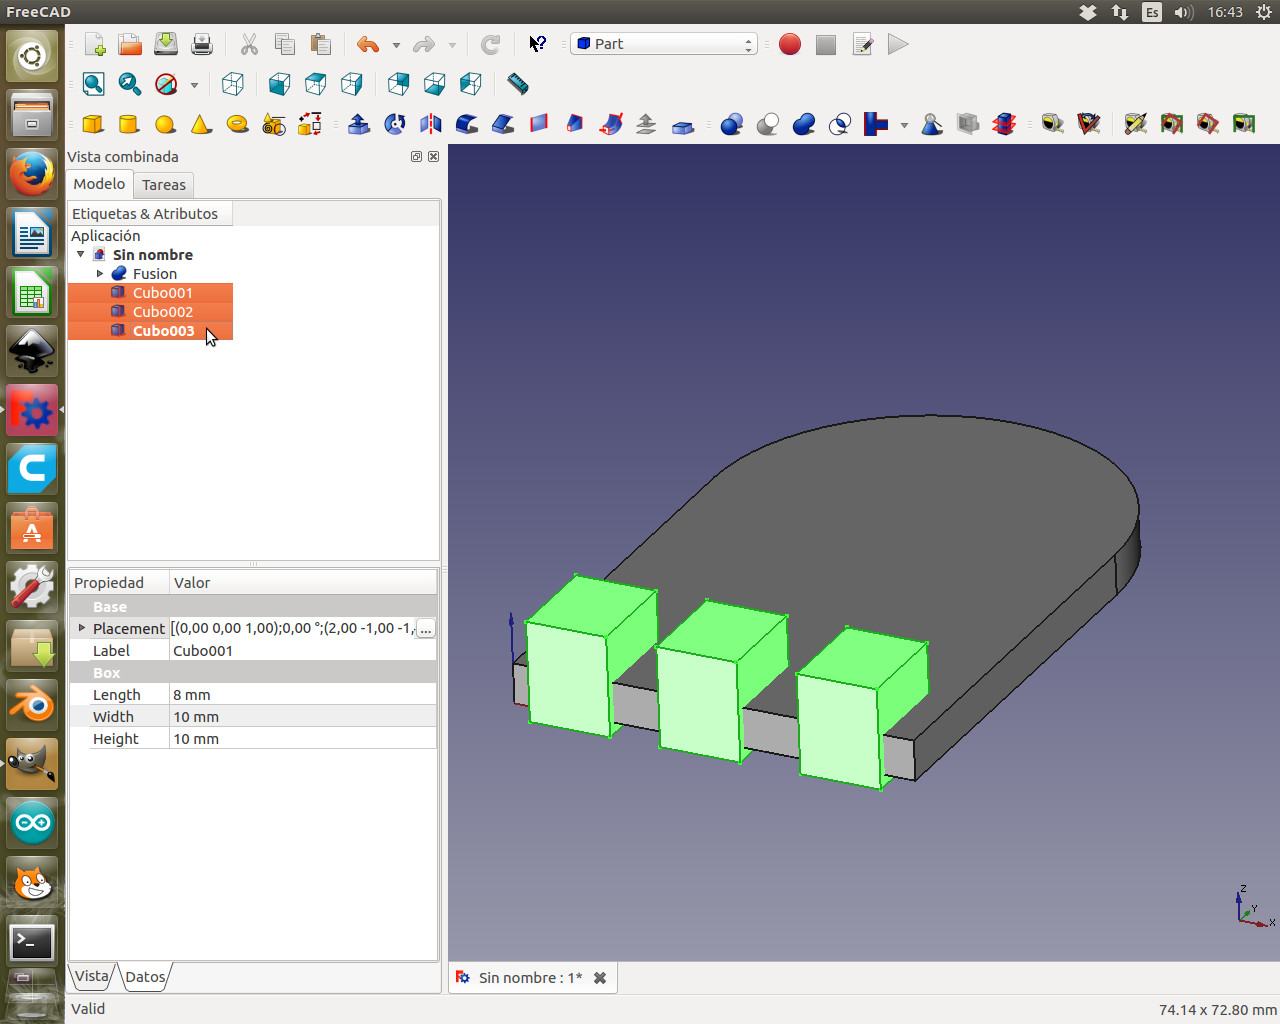 FreeCAD
Es
16:43
Part
Vista combinada
Modelo
Tareas
Etiquetas & Atributos
Aplicación
Sin nombre
Fusion
Cubo001
Cubo002
Cubo003
Propiedad Valor
Base
Placement [(0,00 0,00 1,00);0,00 °;(2,00 -1,00 -1, ...
Label Cubo001
Box
Length 8 mm
Width 10 mm
Height 10 mm
Z
Y
X
Vista
Datos
Sin nombre : 1*
Valid
74.14 x 72.80 mm